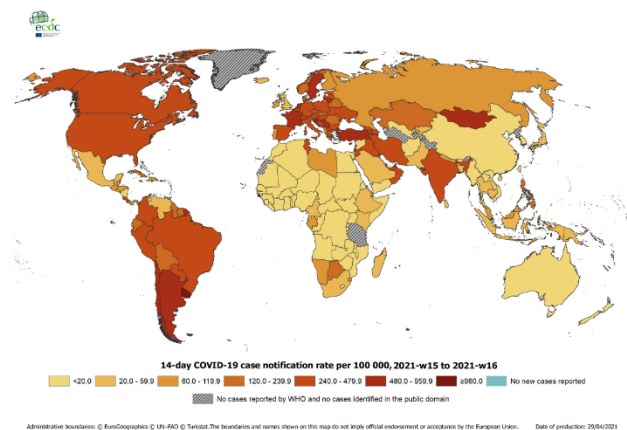 ecdc
14-day COVID-19 case notification rate per 100 000, 2021-w15 to 2021-w16
<20.0 20.0 - 59.9 60.0 - 119.9 120.0 - 239.9 240.0 - 479.9 480.0 - 959.9 ≥960.0 No new cases reported
No cases reported by WHO and no cases identified in the public domain
Administrative boundaries: © EuroGeographics © UN–FAO © Turkstat.The boundaries and names shown on this map do not imply official endorsement or acceptance by the European Union. Date of production: 29/04/2021